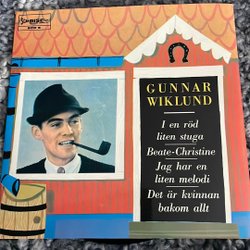 GUNNAR
WIKLUND
I en röd
liten stuga
Beate-Christine
Jag har en
liten melodi
Det är kvinnan
bakom allt